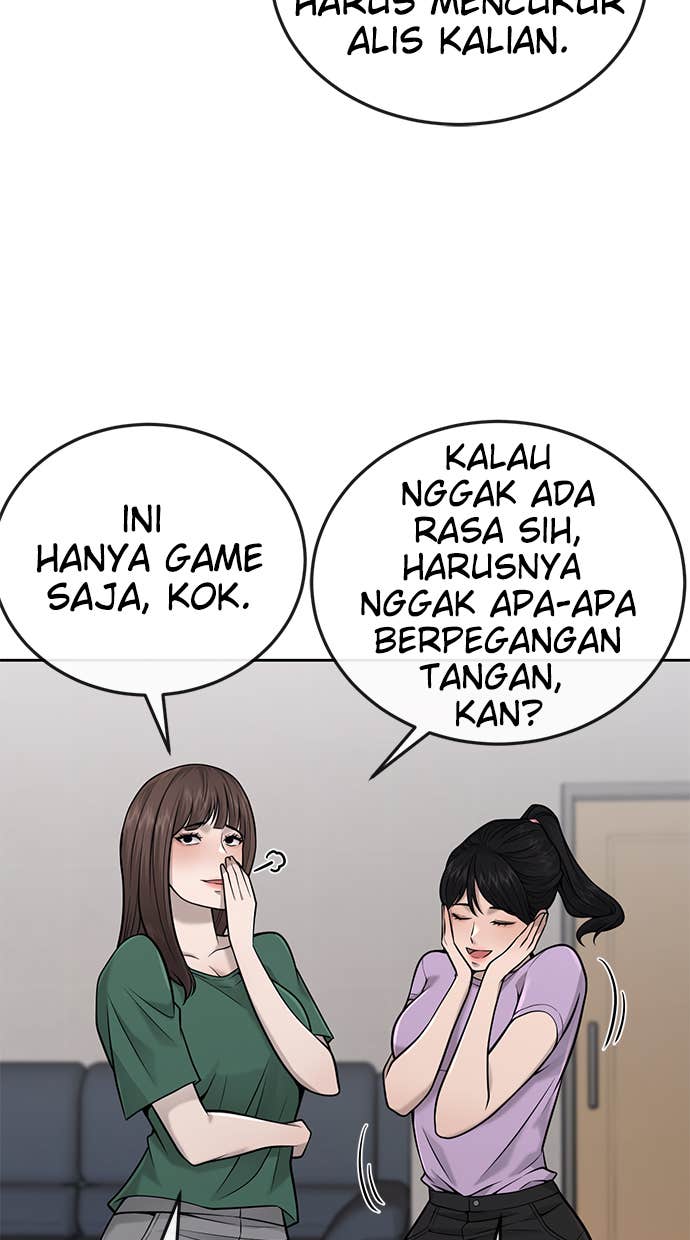 HARUS MENCUKUR
ALIS KALIAN.
INI
HANYA GAME
SAJA, KOK.
KALAU
NGGAK ADA
RASA SIH,
HARUSNYA
NGGAK APA-APA
BERPEGANGAN
TANGAN,
KAN?